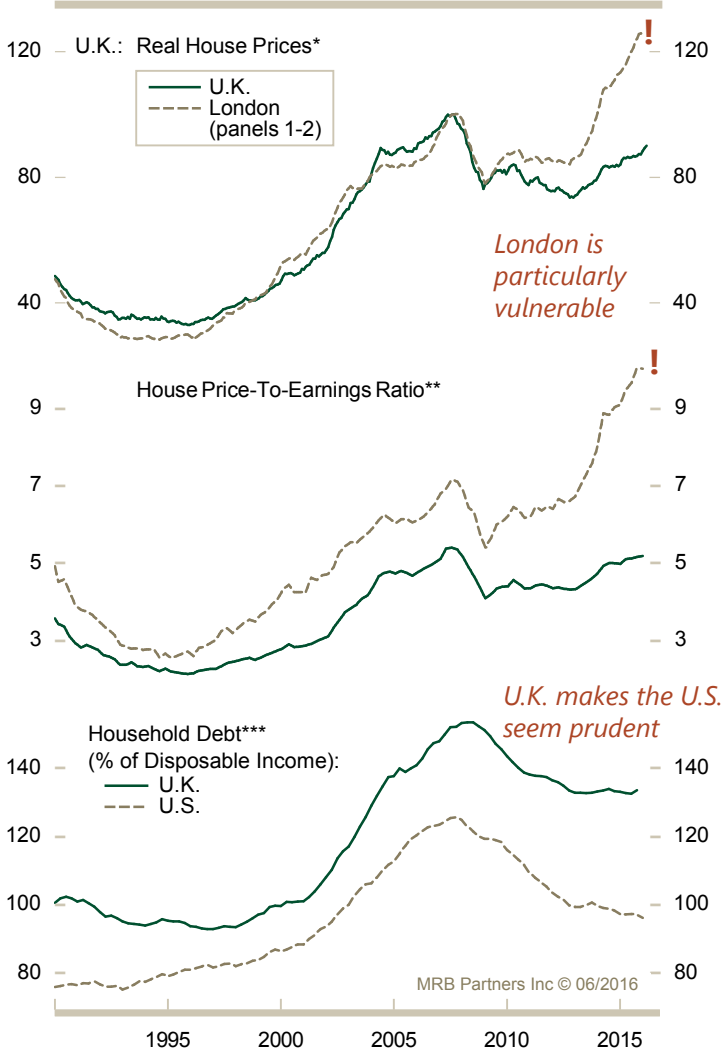 U.K.: Real House Prices*
U.K.
London
(panels 1-2)
120
80
40
120
80
40
!
London is
particularly
vulnerable
House Price-To-Earnings Ratio**
9
7
5
3
9
7
5
3
!
U.K. makes the U.S.
seem prudent
Household Debt***
(% of Disposable Income):
U.K.
U.S.
140
120
100
80
140
120
100
80
MRB Partners Inc © 06/2016
1995 2000 2005 2010 2015